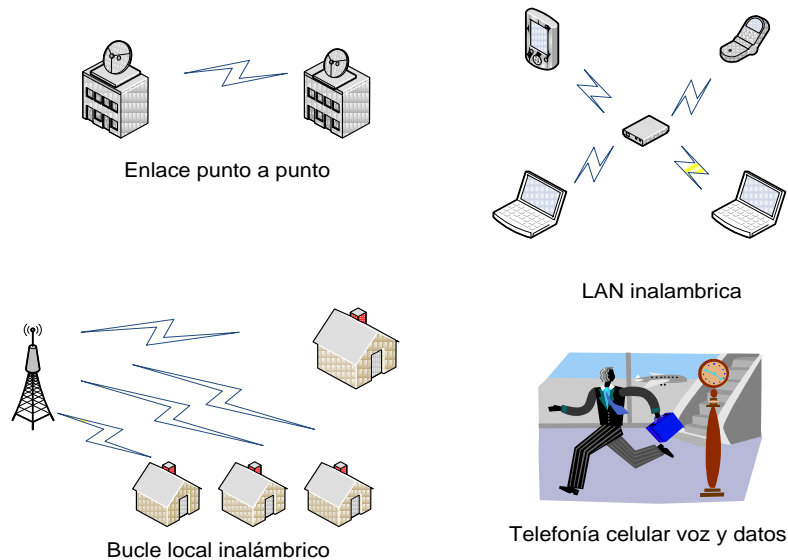 Enlace punto a punto
LAN inalambrica
Bucle local inalámbrico
Telefonía celular voz y datos